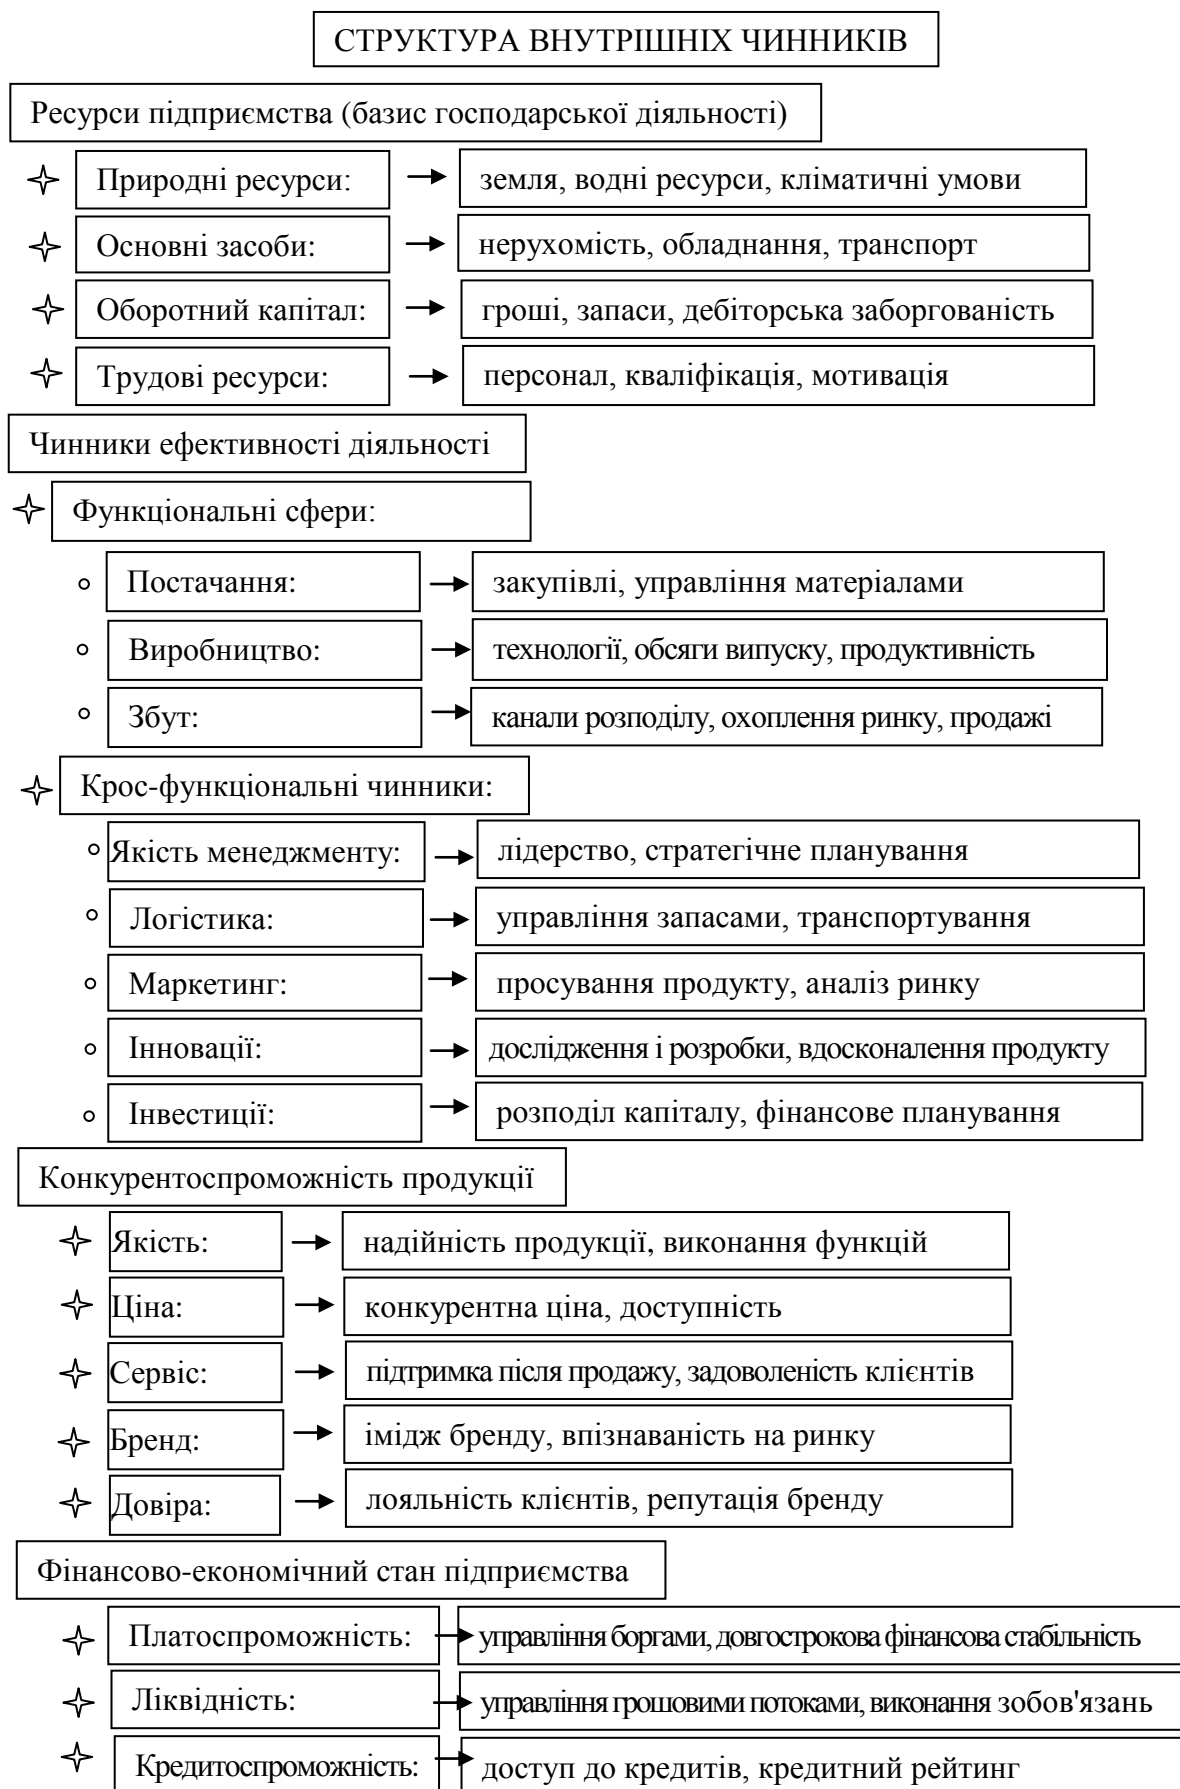 СТРУКТУРА ВНУТРІШНІХ ЧИННИКІВ
Ресурси підприємства (базис господарської діяльності)
Природні ресурси: земля, водні ресурси, кліматичні умови
Основні засоби: нерухомість, обладнання, транспорт
Оборотний капітал: гроші, запаси, дебіторська заборгованість
Трудові ресурси: персонал, кваліфікація, мотивація
Чинники ефективності діяльності
Функціональні сфери:
Постачання: закупівлі, управління матеріалами
Виробництво: технології, обсяги випуску, продуктивність
Збут: канали розподілу, охоплення ринку, продажі
Крос-функціональні чинники:
Якість менеджменту: лідерство, стратегічне планування
Логістика: управління запасами, транспортування
Маркетинг: просування продукту, аналіз ринку
Інновації: дослідження і розробки, вдосконалення продукту
Інвестиції: розподіл капіталу, фінансове планування
Конкурентоспроможність продукції
Якість: надійність продукції, виконання функцій
Ціна: конкурентна ціна, доступність
Сервіс: підтримка після продажу, задоволеність клієнтів
Бренд: імідж бренду, впізнаваність на ринку
Довіра: лояльність клієнтів, репутація бренду
Фінансово-економічний стан підприємства
Платоспроможність: управління боргами, довгострокова фінансова стабільність
Ліквідність: управління грошовими потоками, виконання зобов'язань
Кредитоспроможність: доступ до кредитів, кредитний рейтинг